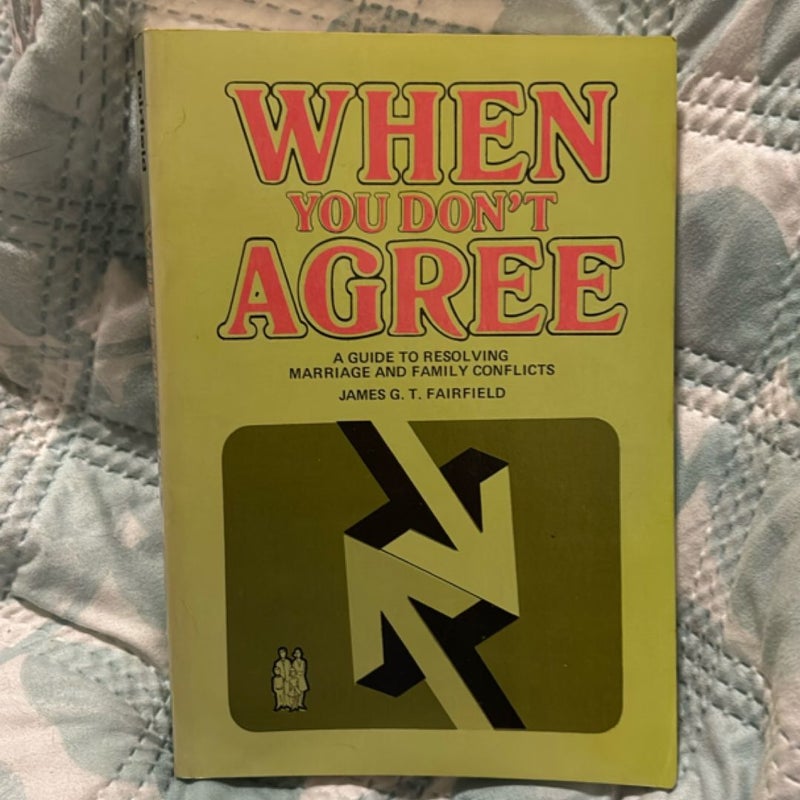 WHEN
YOU DON'T
AGREE
A GUIDE TO RESOLVING
MARRIAGE AND FAMILY CONFLICTS
JAMES G. T. FAIRFIELD